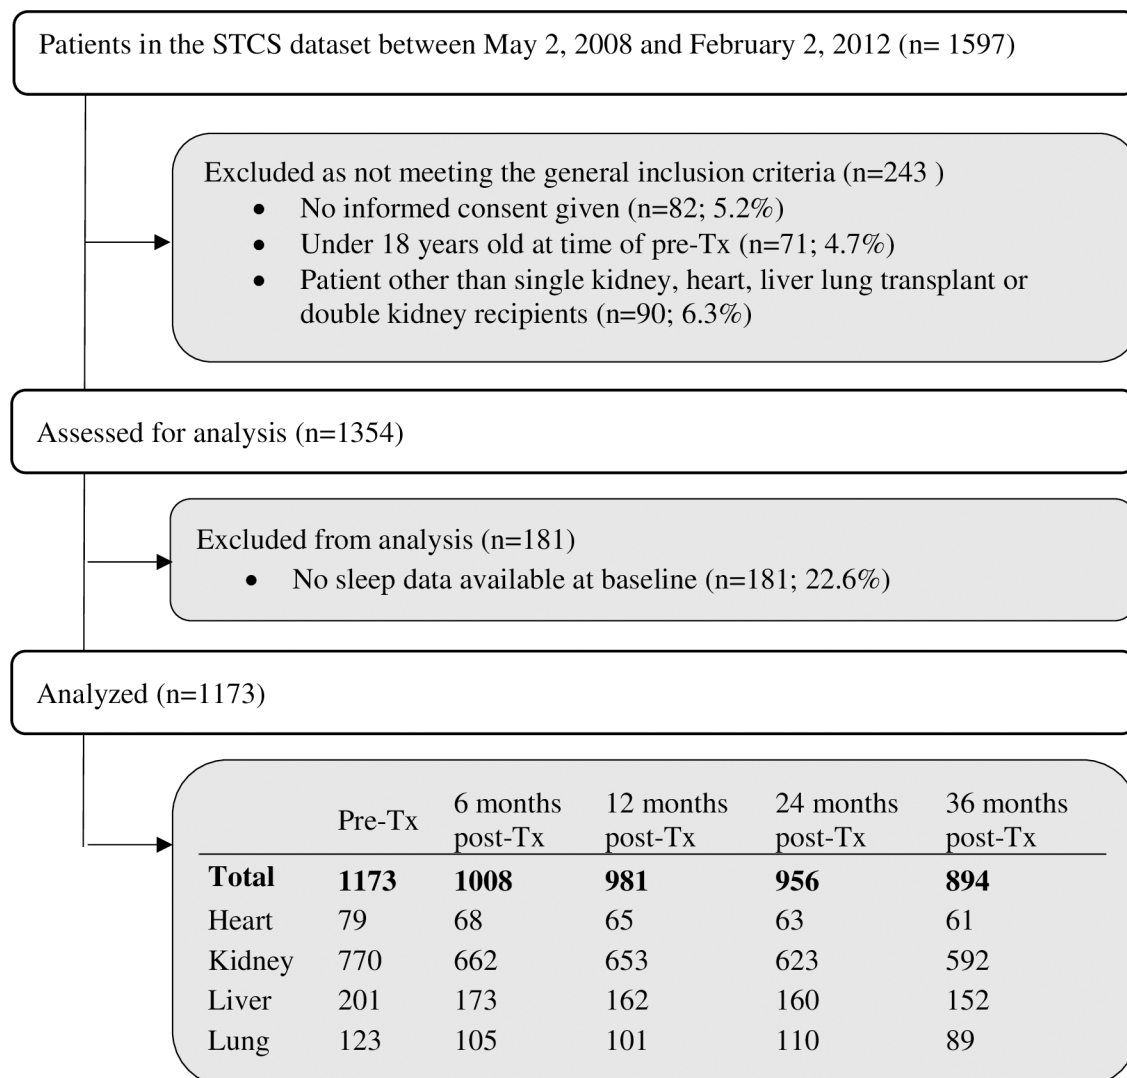 Patients in the STCS dataset between May 2, 2008 and February 2, 2012 (n= 1597)
Excluded as not meeting the general inclusion criteria (n=243 )
• No informed consent given (n=82; 5.2%)
• Under 18 years old at time of pre-Tx (n=71; 4.7%)
• Patient other than single kidney, heart, liver lung transplant or
double kidney recipients (n=90; 6.3%)
Assessed for analysis (n=1354)
Excluded from analysis (n=181)
• No sleep data available at baseline (n=181; 22.6%)
Analyzed (n=1173)
Pre-Tx 6 months post-Tx 12 months post-Tx 24 months post-Tx 36 months post-Tx
Total 1173 1008 981 956 894
Heart 79 68 65 63 61
Kidney 770 662 653 623 592
Liver 201 173 162 160 152
Lung 123 105 101 110 89